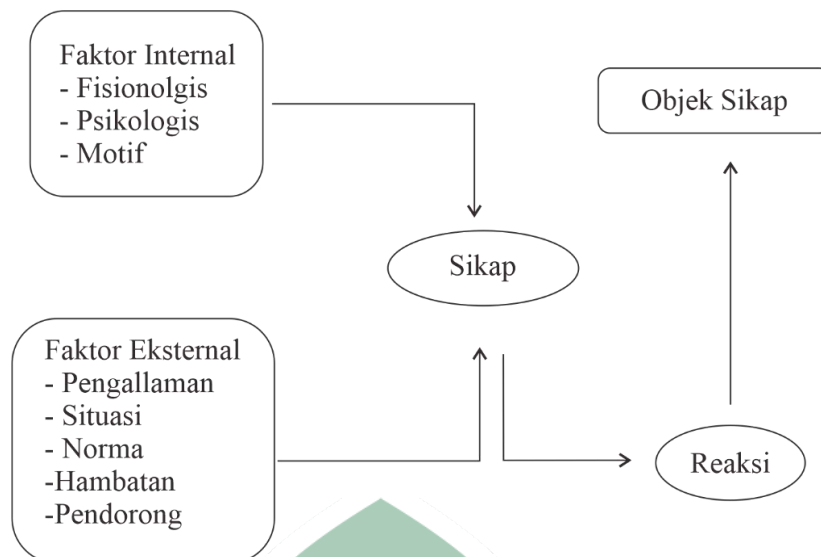 Faktor Internal
- Fisionolgis
- Psikologis
- Motif
Objek Sikap
Sikap
Faktor Eksternal
- Pengallaman
- Situasi
- Norma
-Hambatan
-Pendorong
Reaksi